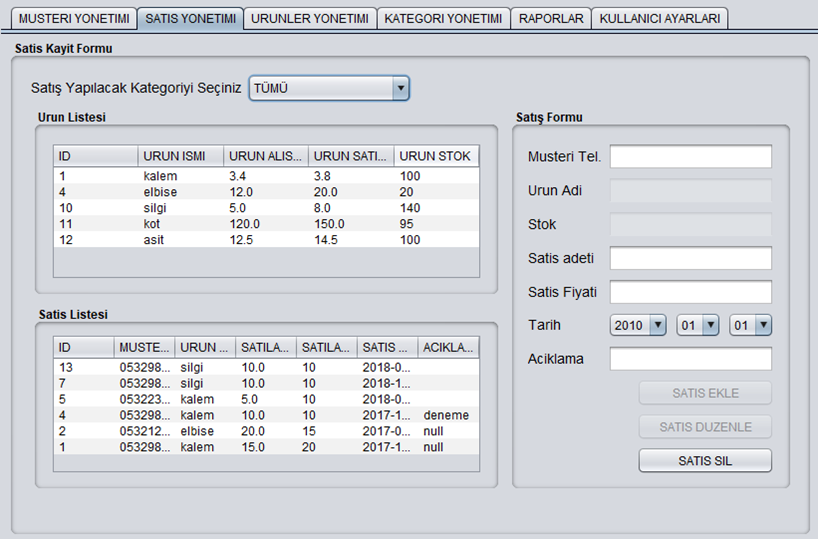 MUSTERI YONETIMI SATIS YONETIMI URUNLER YONETIMI KATEGORI YONETIMI RAPORLAR KULLANICI AYARLARI
Satis Kayit Formu
Satış Yapılacak Kategoriyi Seçiniz TÜMÜ
Urun Listesi
ID URUN ISMI URUN ALIS... URUN SATI... URUN STOK
1 kalem 3.4 3.8 100
4 elbise 12.0 20.0 20
10 silgi 5.0 8.0 140
11 kot 120.0 150.0 95
12 asit 12.5 14.5 100
Satis Listesi
ID MUSTE... URUN ... SATILA... SATILA... SATIS ... ACIKLA...
13 053298... silgi 10.0 10 2018-0...
7 053298... silgi 10.0 10 2018-1...
5 053223... kalem 5.0 10 2018-0...
4 053298... kalem 10.0 10 2017-1... deneme
2 053212... elbise 20.0 15 2017-0... null
1 053298... kalem 15.0 20 2017-1... null
Satış Formu
Musteri Tel.
Urun Adi
Stok
Satis adeti
Satis Fiyati
Tarih 2010 01 01
Aciklama
SATIS EKLE
SATIS DUZENLE
SATIS SIL